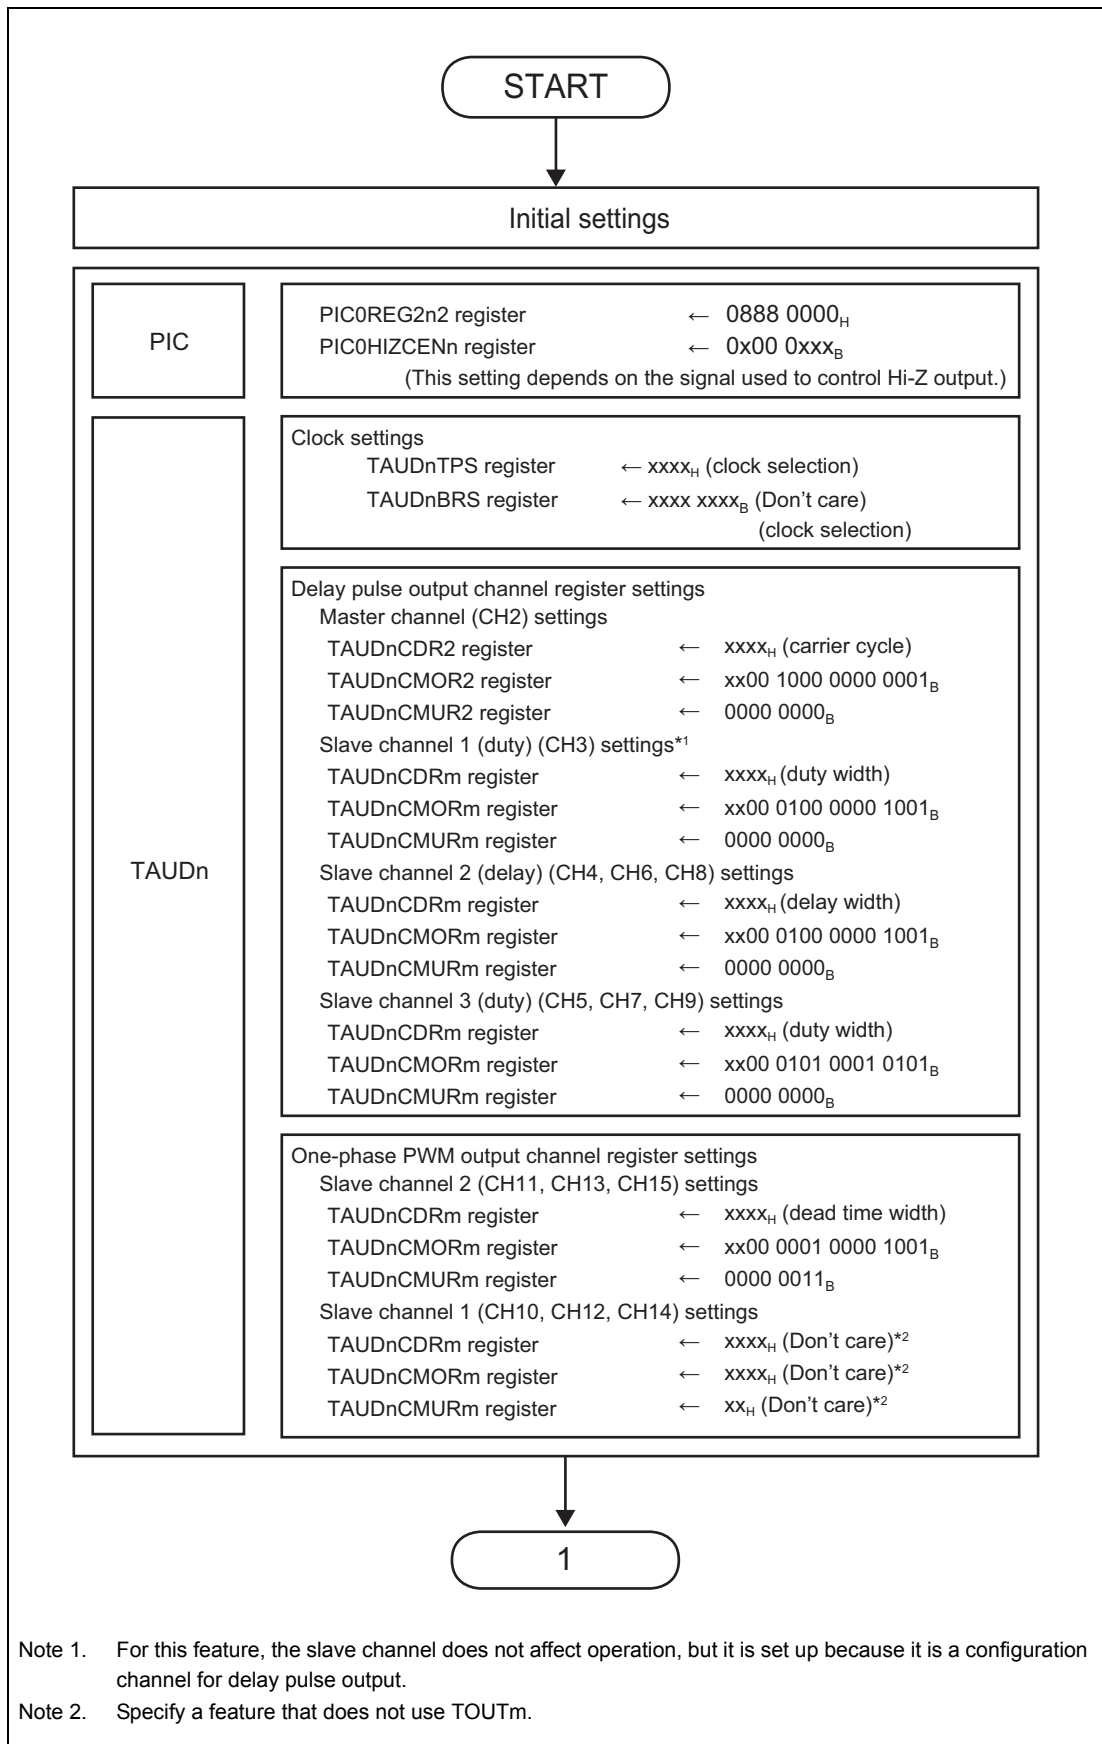 START
Initial settings
PIC
PIC0REG2n2 register ← 0888 0000H
PIC0HIZCENn register ← 0x00 0xxxB
(This setting depends on the signal used to control Hi-Z output.)
TAUDn
Clock settings
TAUDnTPS register ← xxxxH (clock selection)
TAUDnBRS register ← xxxx xxxxB (Don't care)
(clock selection)
Delay pulse output channel register settings
Master channel (CH2) settings
TAUDnCDR2 register ← xxxxH (carrier cycle)
TAUDnCMOR2 register ← xx00 1000 0000 0001B
TAUDnCMUR2 register ← 0000 0000B
Slave channel 1 (duty) (CH3) settings*1
TAUDnCDRm register ← xxxxH (duty width)
TAUDnCMORm register ← xx00 0100 0000 1001B
TAUDnCMURm register ← 0000 0000B
Slave channel 2 (delay) (CH4, CH6, CH8) settings
TAUDnCDRm register ← xxxxH (delay width)
TAUDnCMORm register ← xx00 0100 0000 1001B
TAUDnCMURm register ← 0000 0000B
Slave channel 3 (duty) (CH5, CH7, CH9) settings
TAUDnCDRm register ← xxxxH (duty width)
TAUDnCMORm register ← xx00 0101 0001 0101B
TAUDnCMURm register ← 0000 0000B
One-phase PWM output channel register settings
Slave channel 2 (CH11, CH13, CH15) settings
TAUDnCDRm register ← xxxxH (dead time width)
TAUDnCMORm register ← xx00 0001 0000 1001B
TAUDnCMURm register ← 0000 0011B
Slave channel 1 (CH10, CH12, CH14) settings
TAUDnCDRm register ← xxxxH (Don't care)*2
TAUDnCMORm register ← xxxxH (Don't care)*2
TAUDnCMURm register ← xxH (Don't care)*2
1
Note 1. For this feature, the slave channel does not affect operation, but it is set up because it is a configuration
channel for delay pulse output.
Note 2. Specify a feature that does not use TOUTm.